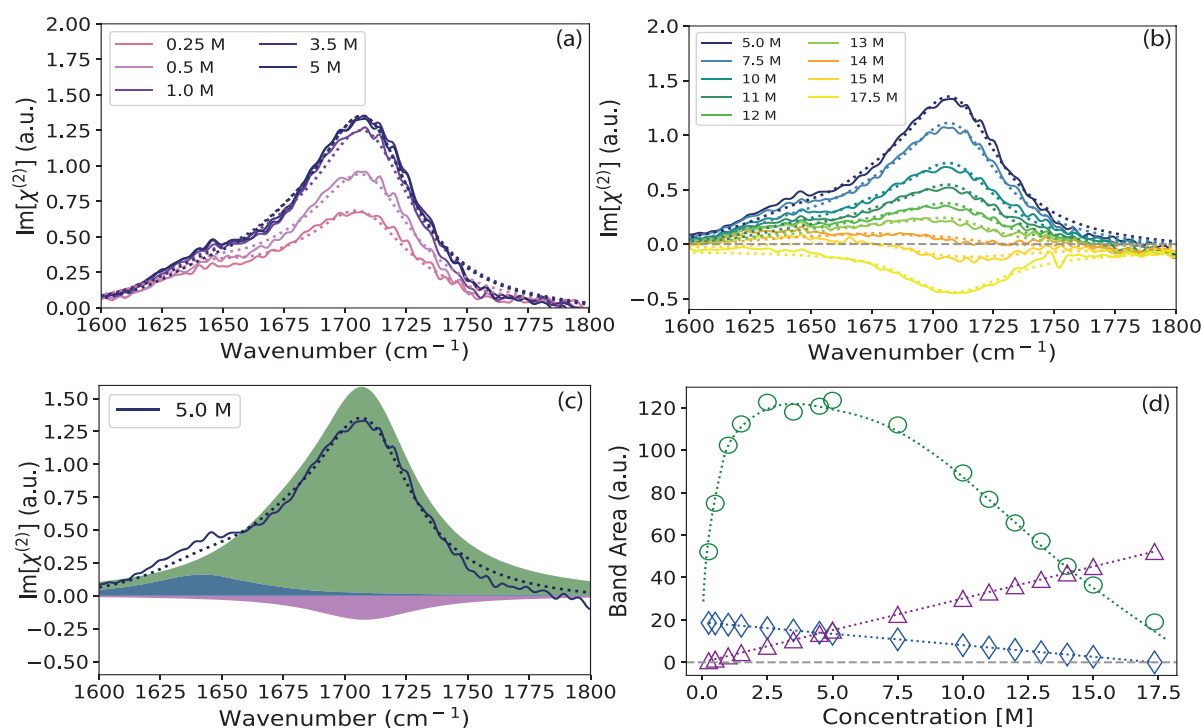 (a)
0.25 M
0.5 M
1.0 M
3.5 M
5 M
2.00
1.75
1.50
1.25
1.00
0.75
0.50
0.25
0.00
Im[χ(2)] (a.u.)
1600 1625 1650 1675 1700 1725 1750 1775 1800
Wavenumber (cm−1)
(b)
5.0 M
7.5 M
10 M
11 M
12 M
13 M
14 M
15 M
17.5 M
2.0
1.5
1.0
0.5
0.0
−0.5
Im[χ(2)] (a.u.)
1600 1625 1650 1675 1700 1725 1750 1775 1800
Wavenumber (cm−1)
(c)
5.0 M
1.50
1.25
1.00
0.75
0.50
0.25
0.00
−0.25
−0.50
Im[χ(2)] (a.u.)
1600 1625 1650 1675 1700 1725 1750 1775 1800
Wavenumber (cm−1)
(d)
120
100
80
60
40
20
0
Band Area (a.u.)
0.0 2.5 5.0 7.5 10.0 12.5 15.0 17.5
Concentration [M]